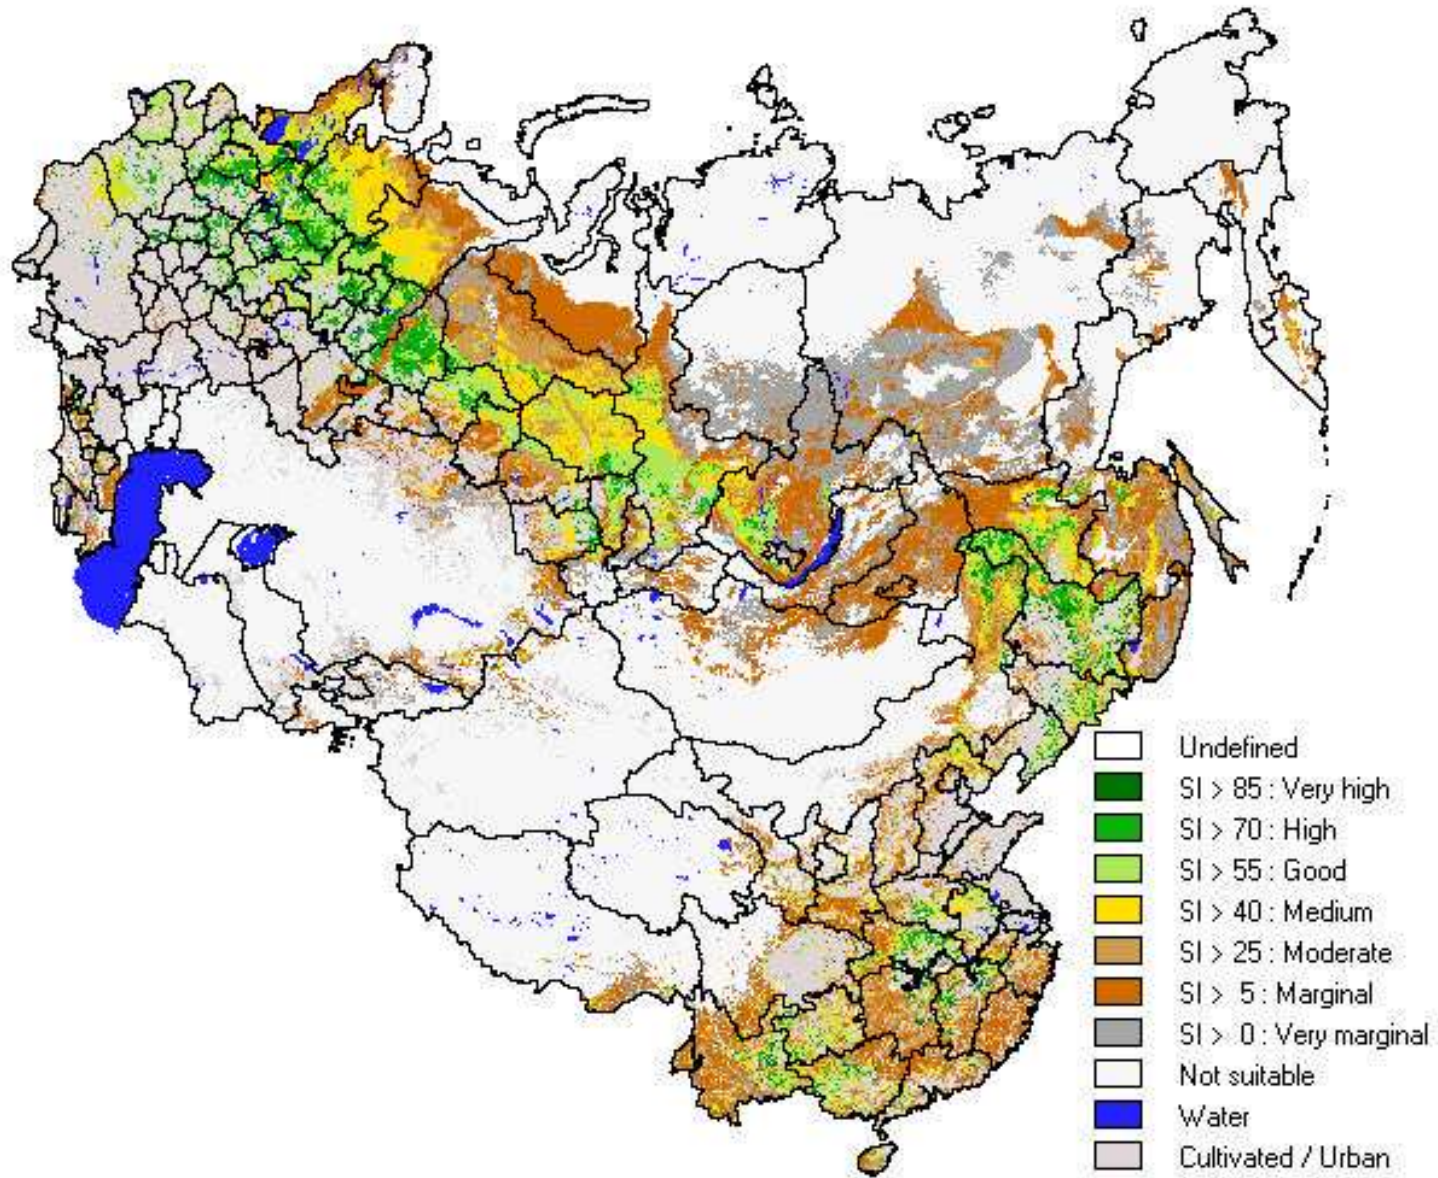 Undefined
SI > 85 : Very high
SI > 70 : High
SI > 55 : Good
SI > 40 : Medium
SI > 25 : Moderate
SI > 5 : Marginal
SI > 0 : Very marginal
Not suitable
Water
Cultivated / Urban